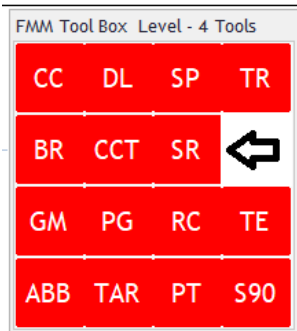 FMM Tool Box Level - 4 Tools
CC DL SP TR
BR CCT SR
GM PG RC TE
ABB TAR PT S90